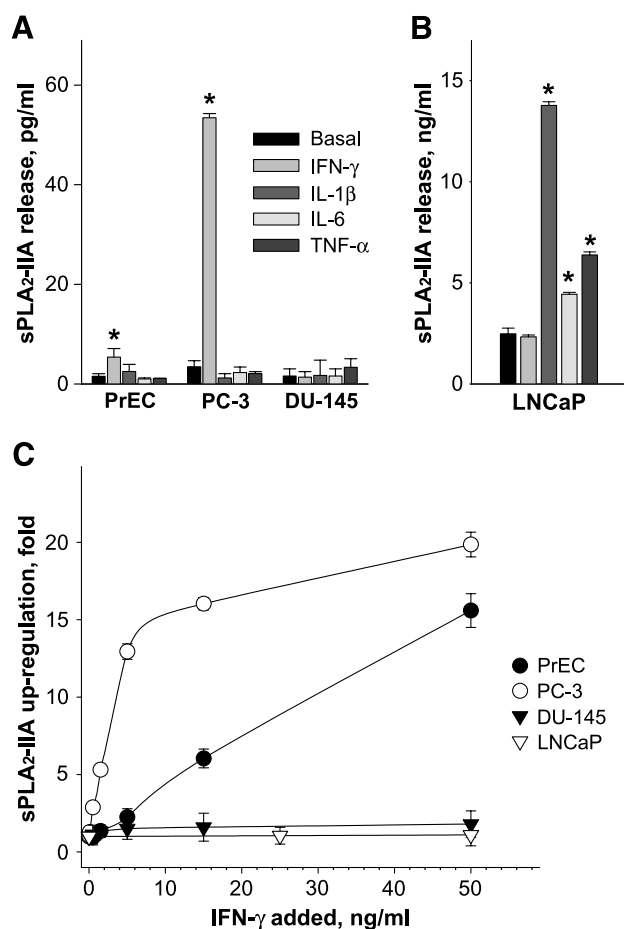 A
sPLA2-IIA release, pg/ml
60
40
20
0
*
*
Basal
IFN-γ
IL-1β
IL-6
TNF-α
PrEC PC-3 DU-145
B
sPLA2-IIA release, ng/ml
15
10
5
0
*
*
*
LNCaP
C
sPLA2-IIA up-regulation, fold
20
15
10
5
0
PrEC
PC-3
DU-145
LNCaP
0 10 20 30 40 50
IFN-γ added, ng/ml